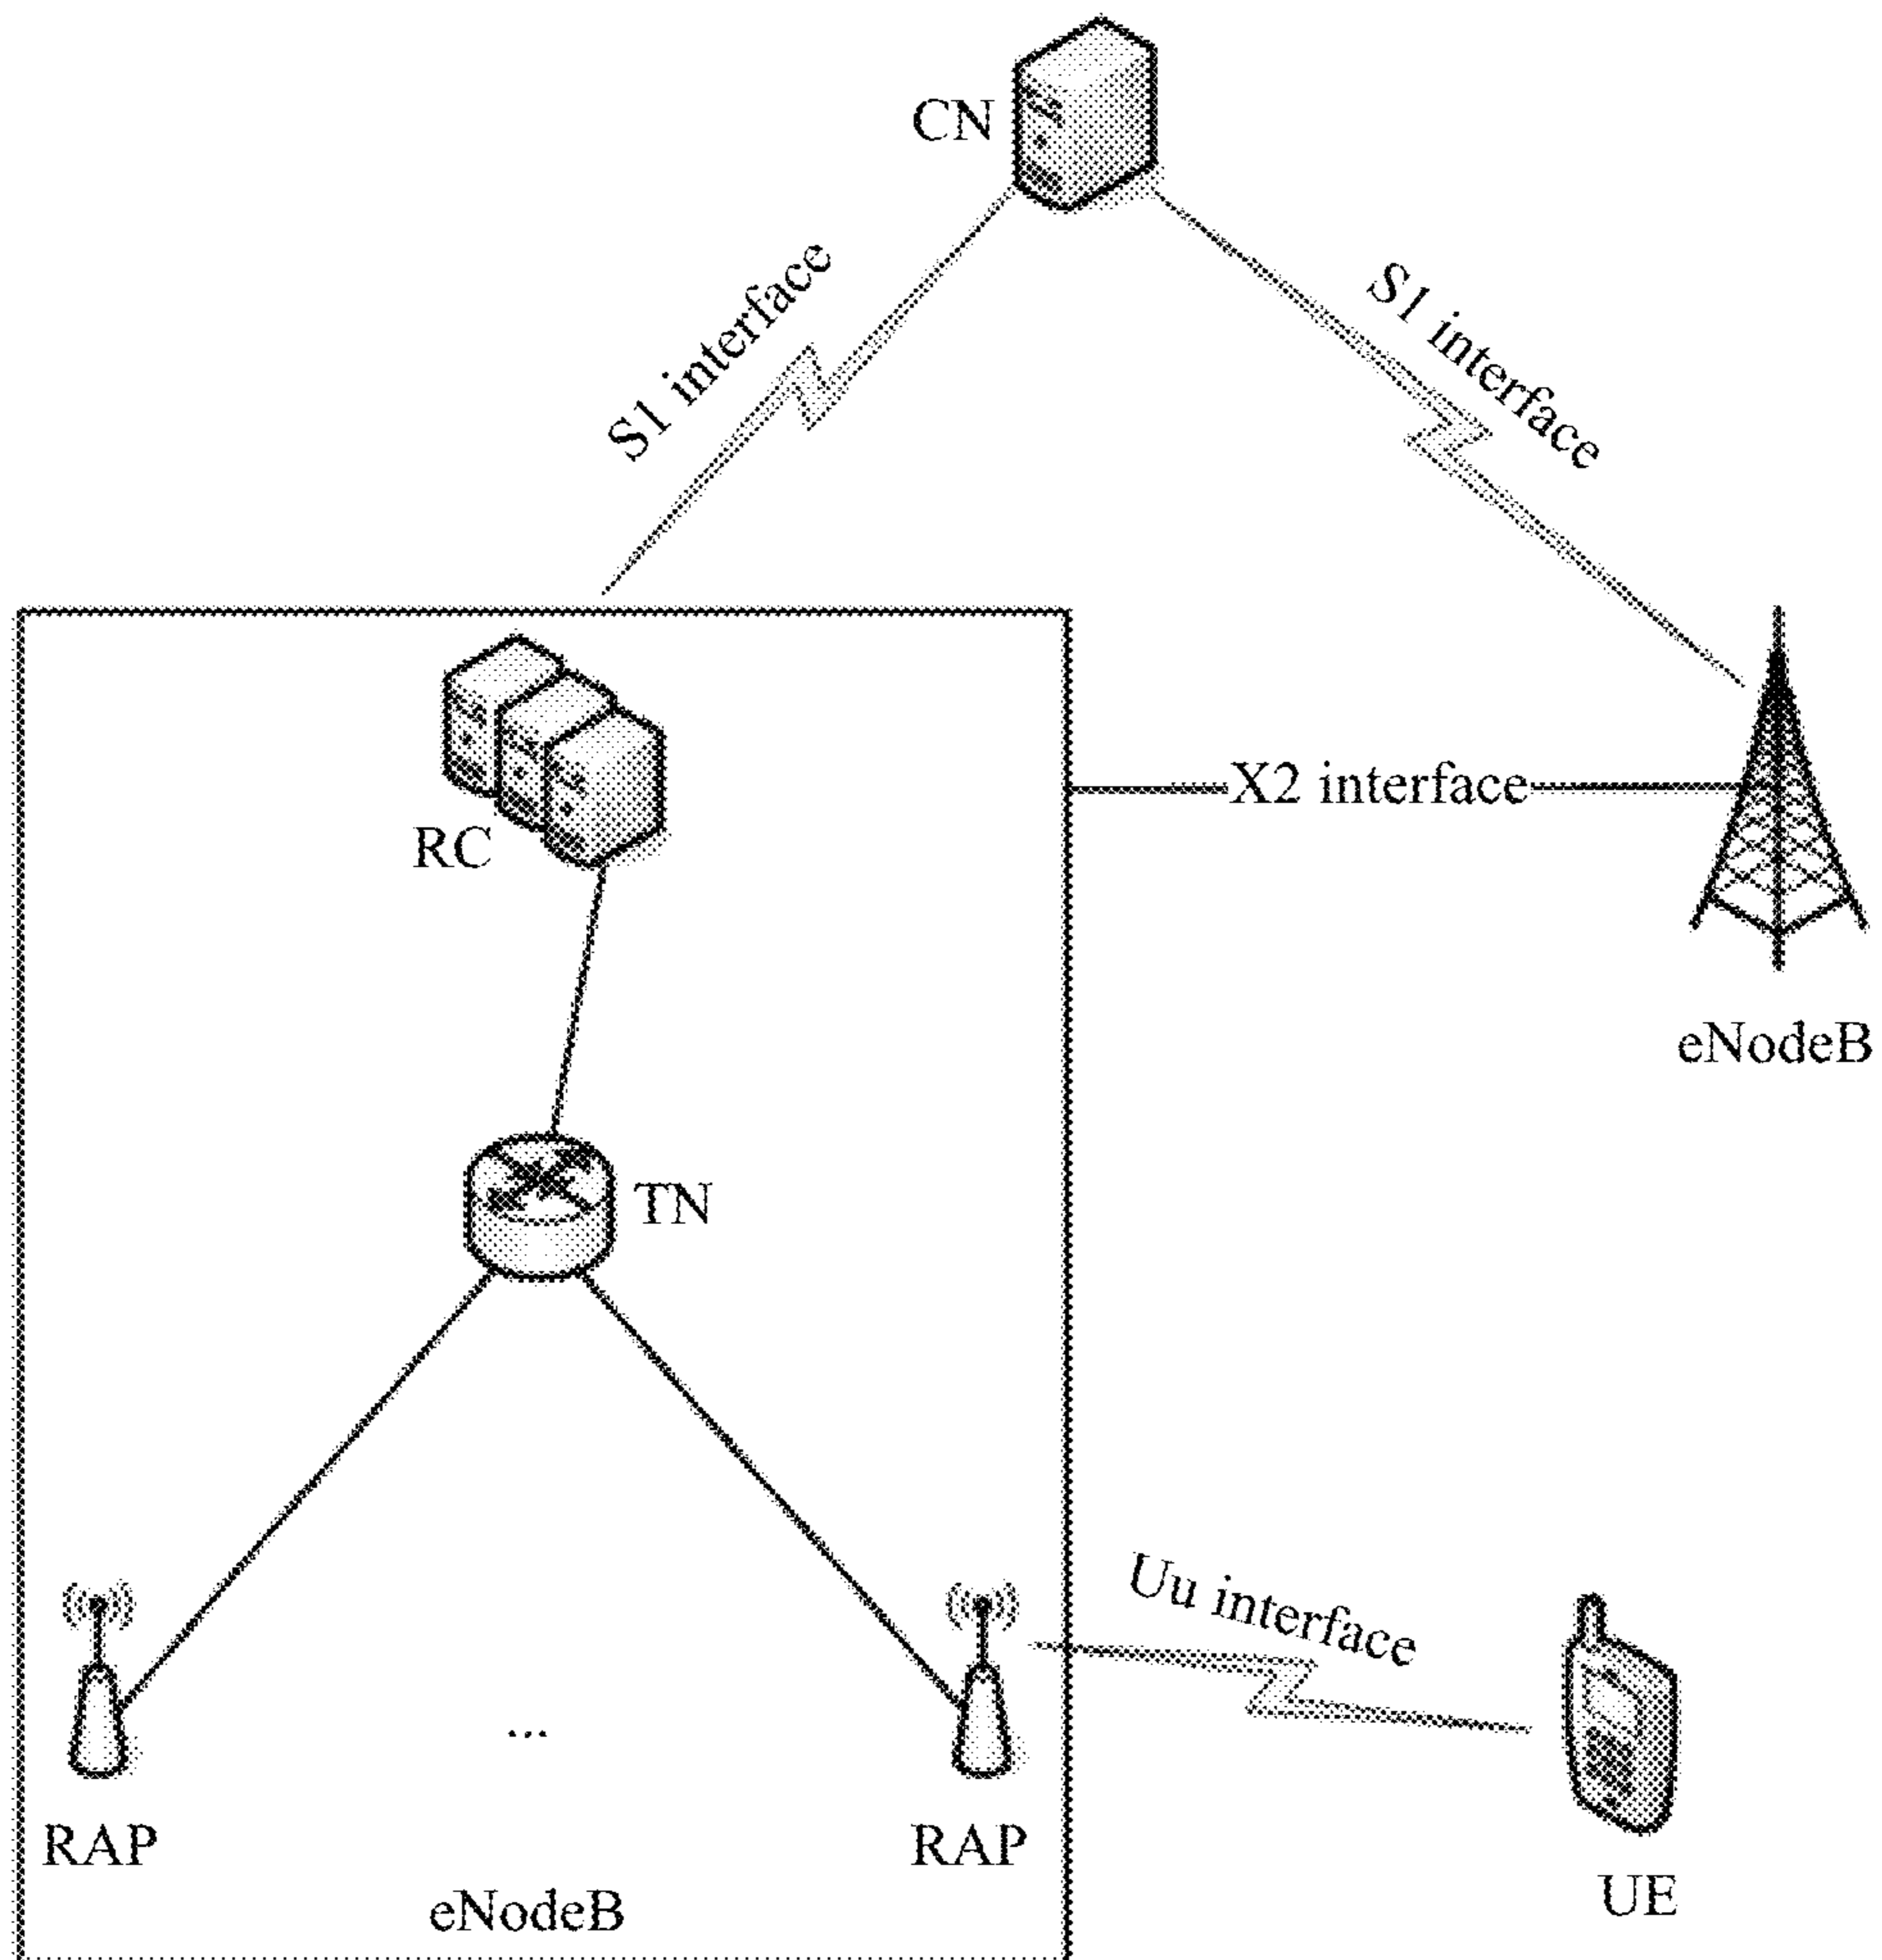 CN
S1 interface
S1 interface
X2 interface
RC
eNodeB
TN
Uu interface
...
RAP
RAP
UE
eNodeB